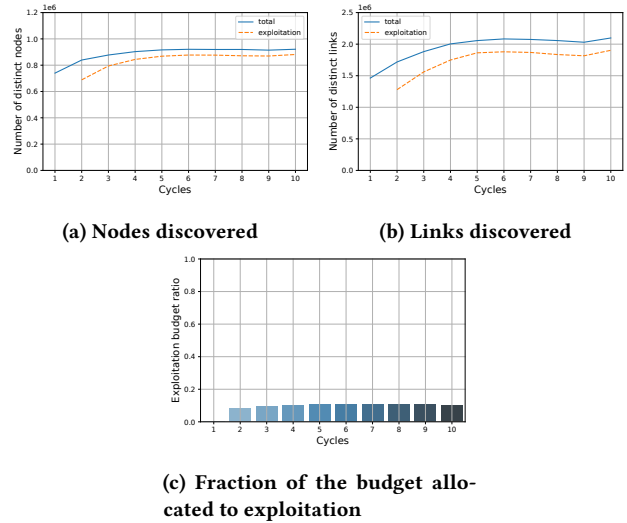 1e6
total
exploitation
Number of distinct nodes
1.2
1.0
0.8
0.6
0.4
0.2
0.0
1 2 3 4 5 6 7 8 9 10
Cycles
(a) Nodes discovered
1e6
total
exploitation
Number of distinct links
2.5
2.0
1.5
1.0
0.5
0.0
1 2 3 4 5 6 7 8 9 10
Cycles
(b) Links discovered
Exploitation budget ratio
1.0
0.8
0.6
0.4
0.2
0.0
1 2 3 4 5 6 7 8 9 10
Cycles
(c) Fraction of the budget allo-
cated to exploitation